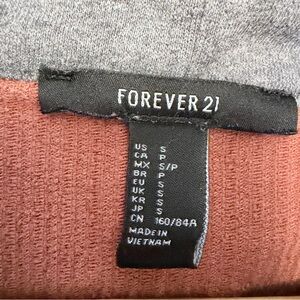 FOREVER 21
US S
CA P
MX S/P
BR P
EU S
UK S
KR S
JP S
CN 160/84A
MADE IN
VIETNAM